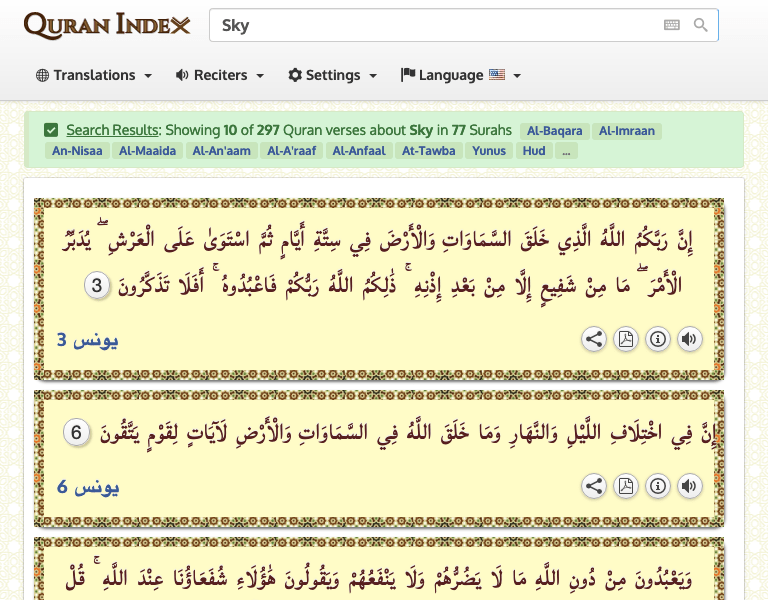 QURAN INDEX
Sky
Translations
Reciters
Settings
Language
Search Results: Showing 10 of 297 Quran verses about Sky in 77 Surahs Al-Baqara Al-Imraan
An-Nisaa Al-Maaida Al-An'aam Al-A'raaf Al-Anfaal At-Tawba Yunus Hud ...
إِنَّ رَبَّكُمُ اللَّهُ الَّذِي خَلَقَ السَّمَاوَاتِ وَالْأَرْضَ فِي سِتَّةِ أَيَّامٍ ثُمَّ اسْتَوَىٰ عَلَى الْعَرْشِ ۖ يُدَبِّرُ
الْأَمْرَ ۖ مَا مِنْ شَفِيعٍ إِلَّا مِنْ بَعْدِ إِذْنِهِ ۚ ذَٰلِكُمُ اللَّهُ رَبُّكُمْ فَاعْبُدُوهُ ۚ أَفَلَا تَذَكَّرُونَ 3
يونس 3
إِنَّ فِي اخْتِلَافِ اللَّيْلِ وَالنَّهَارِ وَمَا خَلَقَ اللَّهُ فِي السَّمَاوَاتِ وَالْأَرْضِ لَآيَاتٍ لِقَوْمٍ يَتَّقُونَ 6
يونس 6
وَيَعْبُدُونَ مِنْ دُونِ اللَّهِ مَا لَا يَضُرُّهُمْ وَلَا يَنْفَعُهُمْ وَيَقُولُونَ هَٰؤُلَاءِ شُفَعَاؤُنَا عِنْدَ اللَّهِ ۚ قُلْ